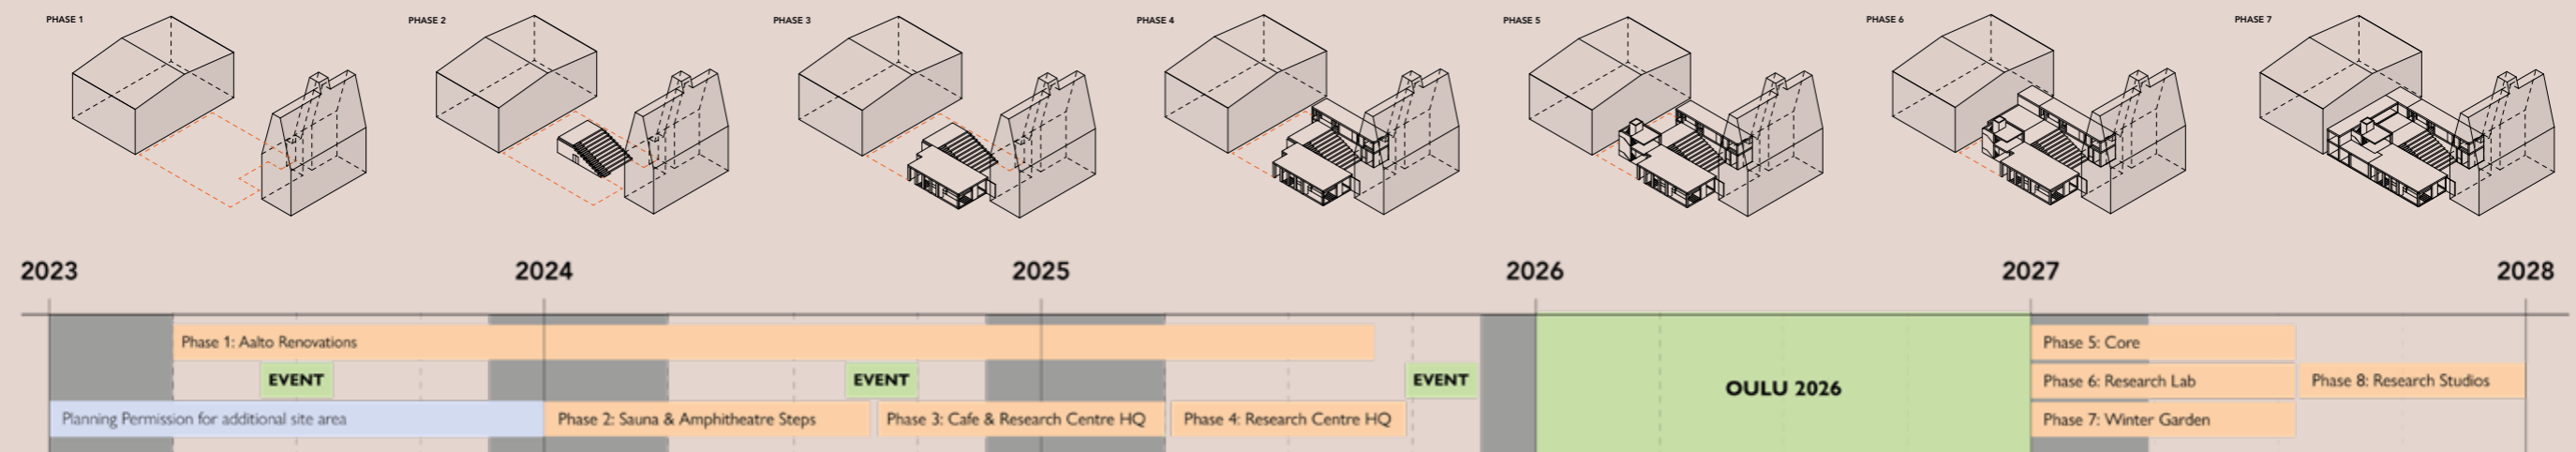 PHASE 1
PHASE 2
PHASE 3
PHASE 4
PHASE 5
PHASE 6
PHASE 7
2023
2024
2025
2026
2027
2028
Phase 1: Aalto Renovations
Phase 5: Core
EVENT
EVENT
EVENT
OULU 2026
Phase 6: Research Lab
Phase 8: Research Studios
Planning Permission for additional site area
Phase 2: Sauna & Amphitheatre Steps
Phase 3: Cafe & Research Centre HQ
Phase 4: Research Centre HQ
Phase 7: Winter Garden